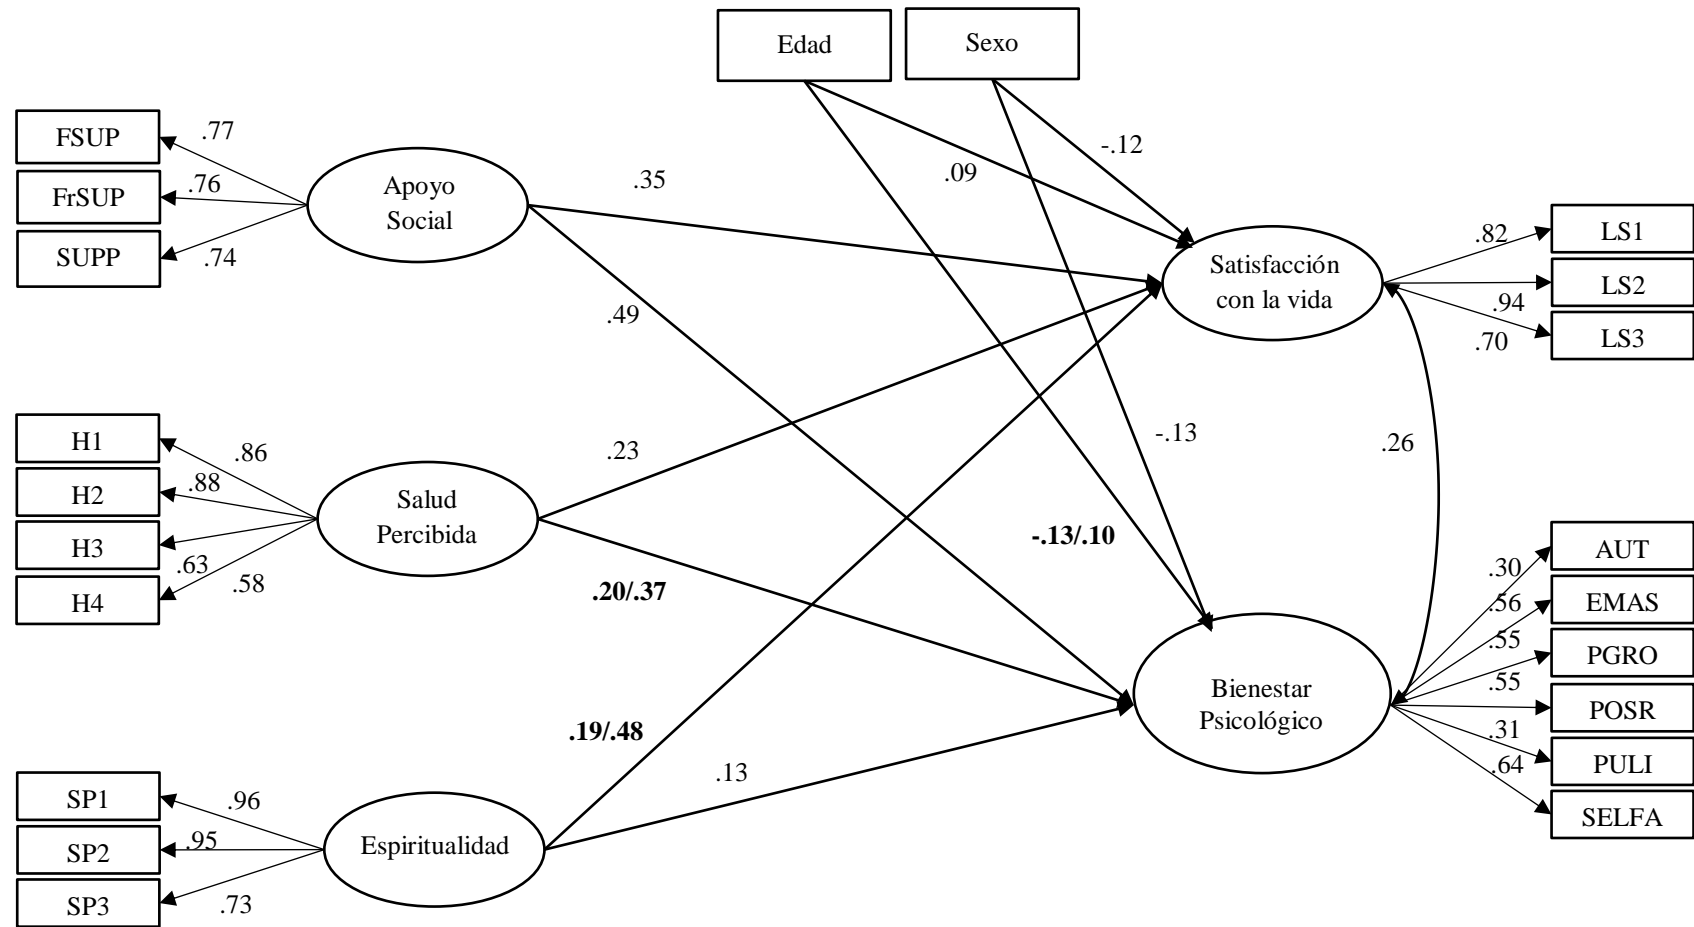 Edad
Sexo
FSUP
.77
FrSUP
.76
SUPP
.74
Apoyo
Social
.35
.49
.09
-.12
Satisfacción
con la vida
.82
LS1
LS2
.94
LS3
.70
H1
.86
H2
.88
H3
.63
H4
.58
Salud
Percibida
.23
.20/.37
-.13/.10
-.13
.26
SP1
.96
SP2
.95
SP3
.73
Espiritualidad
.19/.48
.13
Bienestar
Psicológico
.30
AUT
.56
EMAS
.55
PGRO
.55
POSR
.31
PULI
.64
SELFA